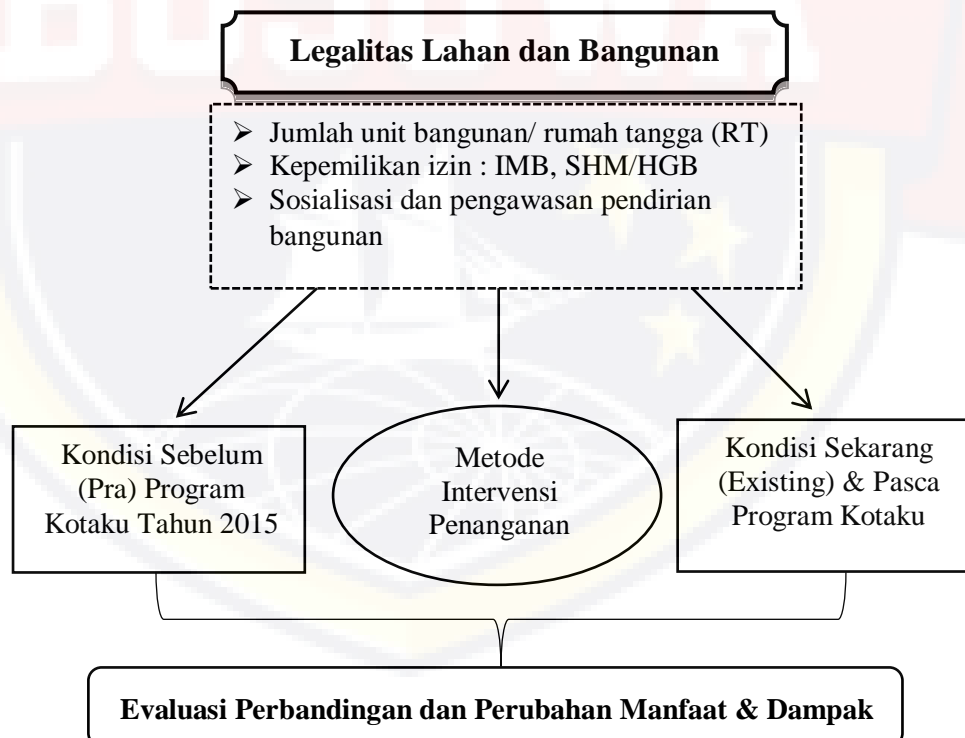 Legalitas Lahan dan Bangunan
➢ Jumlah unit bangunan/ rumah tangga (RT)
➢ Kepemilikan izin : IMB, SHM/HGB
➢ Sosialisasi dan pengawasan pendirian
bangunan
Kondisi Sebelum
(Pra) Program
Kotaku Tahun 2015
Metode
Intervensi
Penanganan
Kondisi Sekarang
(Existing) & Pasca
Program Kotaku
Evaluasi Perbandingan dan Perubahan Manfaat & Dampak